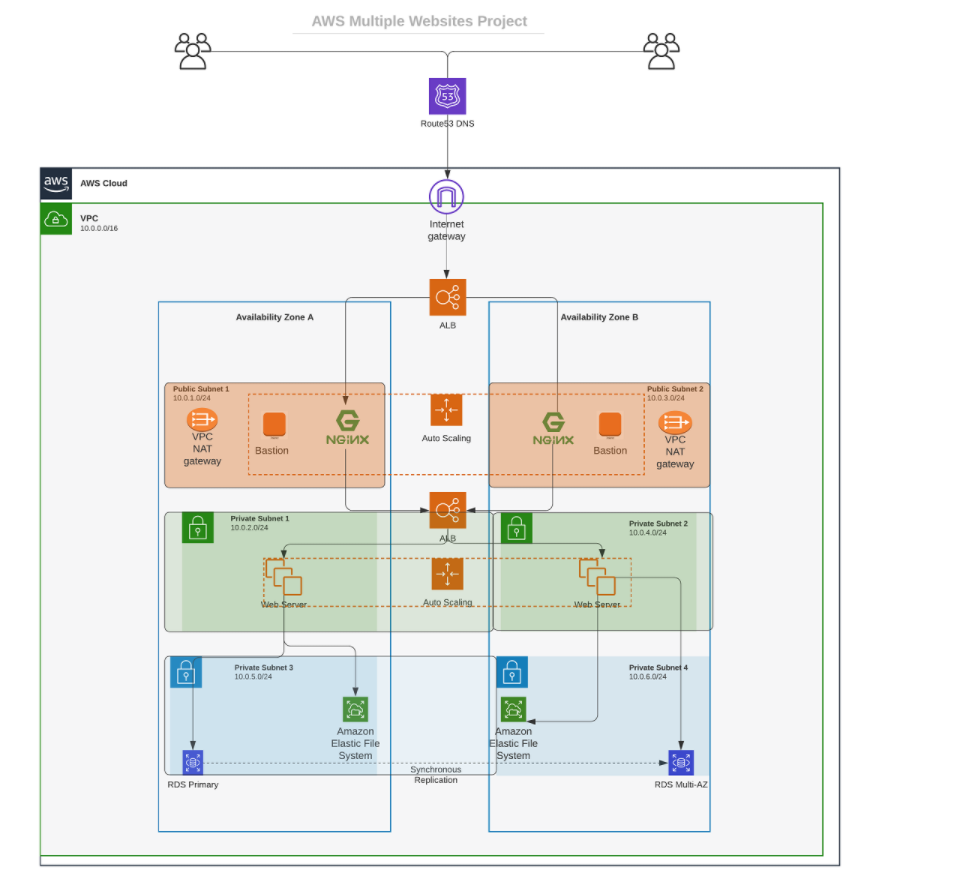 AWS Multiple Websites Project
53
Route53 DNS
aws
AWS Cloud
VPC
10.0.0.0/16
Internet
gateway
ALB
Availability Zone A
Availability Zone B
Public Subnet 1
10.0.1.0/24
Public Subnet 2
10.0.3.0/24
VPC
NAT
gateway
Bastion
NGINX
Auto Scaling
NGINX
Bastion
VPC
NAT
gateway
Private Subnet 1
10.0.2.0/24
ALB
Private Subnet 2
10.0.4.0/24
Web Server
Auto Scaling
Web Server
Private Subnet 3
10.0.5.0/24
Private Subnet 4
10.0.6.0/24
Amazon
Elastic File
System
Amazon
Elastic File
System
RDS Primary
Synchronous
Replication
RDS Multi-AZ